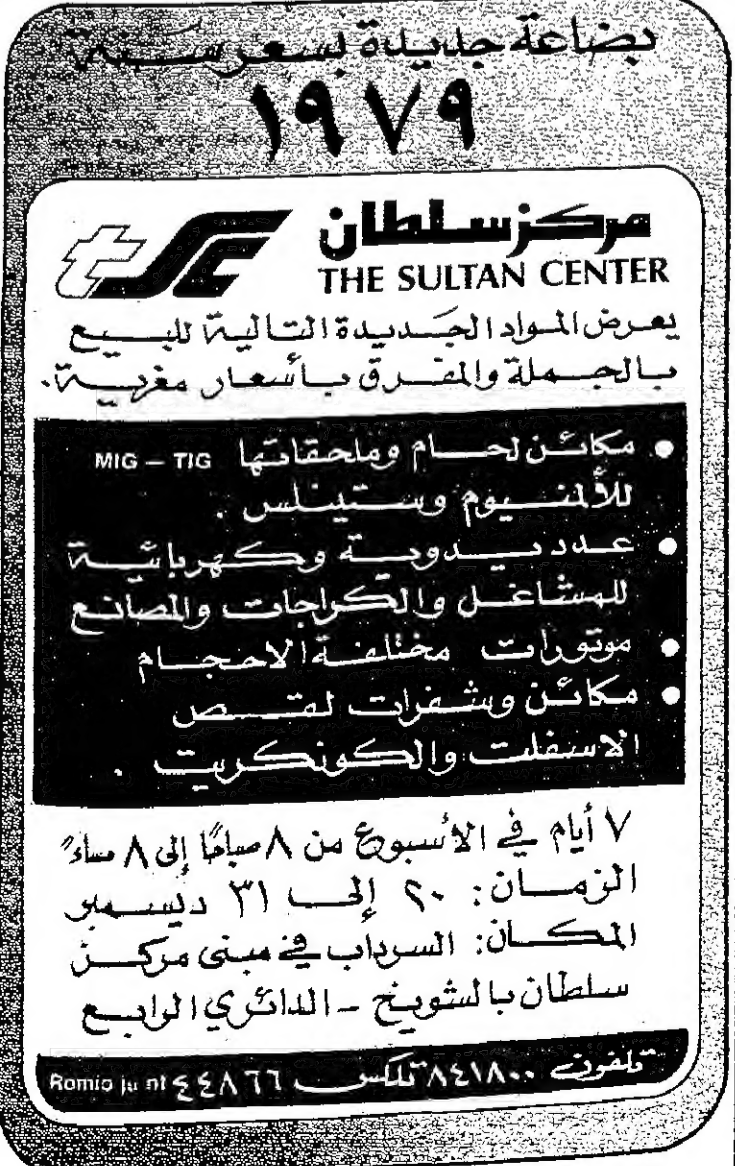 بضاعة جديدة بسعر سنة
١٩٧٩
tsc
مركز سلطان
THE SULTAN CENTER
يعرض المواد الجديدة التالية للبيع
بالجملة والمفرق بأسعار مغرية.
• مكائن لحام وملحقاتها MIG – TIG
للألمنيوم وستينلس .
• عدد يدوية وكهربائية
للمشاغل والكراجات والمصانع
• موتورات مختلفة الاحجام
• مكائن وشفرات لقص
الاسفلت والكونكريت .
٧ أيام في الأسبوع من ٨ صباحًا إلى ٨ مساءً
الزمان: ٢٠ إلى ٣١ ديسمبر
المكان: السرداب في مبنى مركز
سلطان بالشويخ - الدائري الرابع
تلفون ٨٤١٨٠٠ تلكس ٤٤٨٦٦